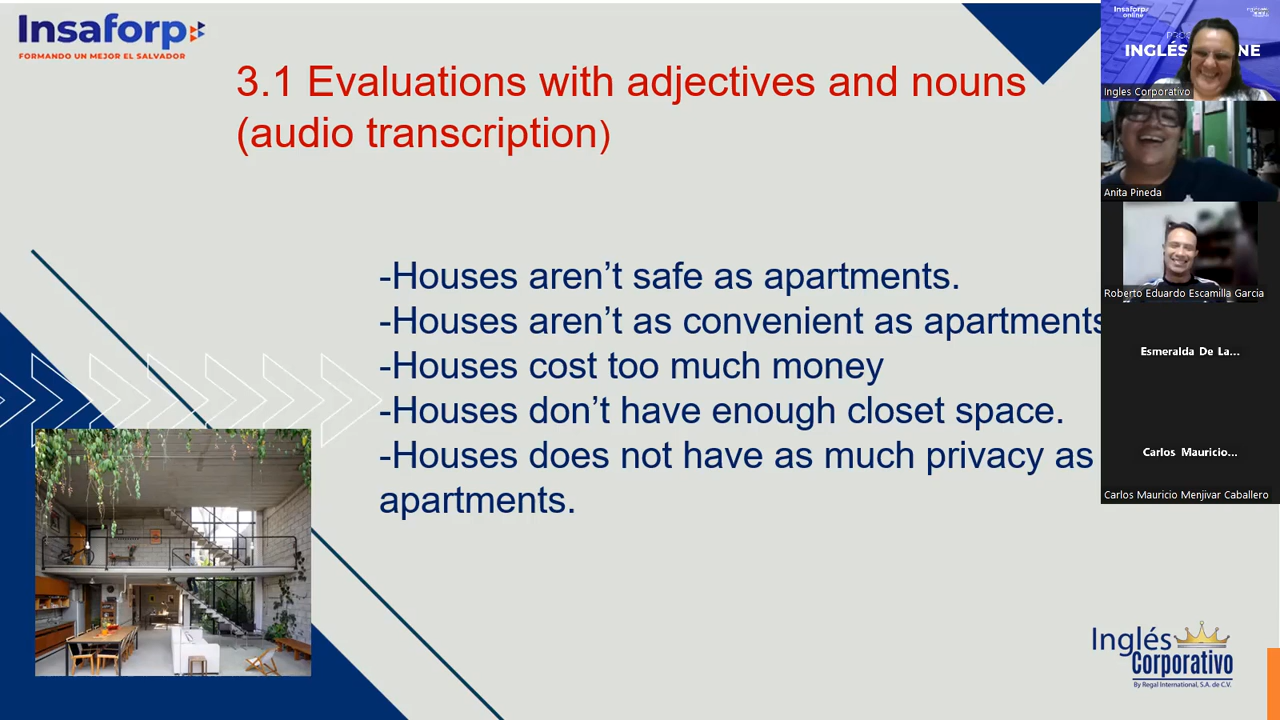 Insaforp
FORMANDO UN MEJOR EL SALVADOR
3.1 Evaluations with adjectives and nouns
(audio transcription)
-Houses aren’t safe as apartments.
-Houses aren’t as convenient as apartments
-Houses cost too much money
-Houses don’t have enough closet space.
-Houses does not have as much privacy as
apartments.
Inglés
Corporativo
By Regal International, S.A. de C.V.
Insaforp
online
INGLÉS NE
Ingles Corporativo
Anita Pineda
Roberto Eduardo Escamilla Garcia
Esmeralda De La...
Carlos Mauricio...
Carlos Mauricio Menjivar Caballero